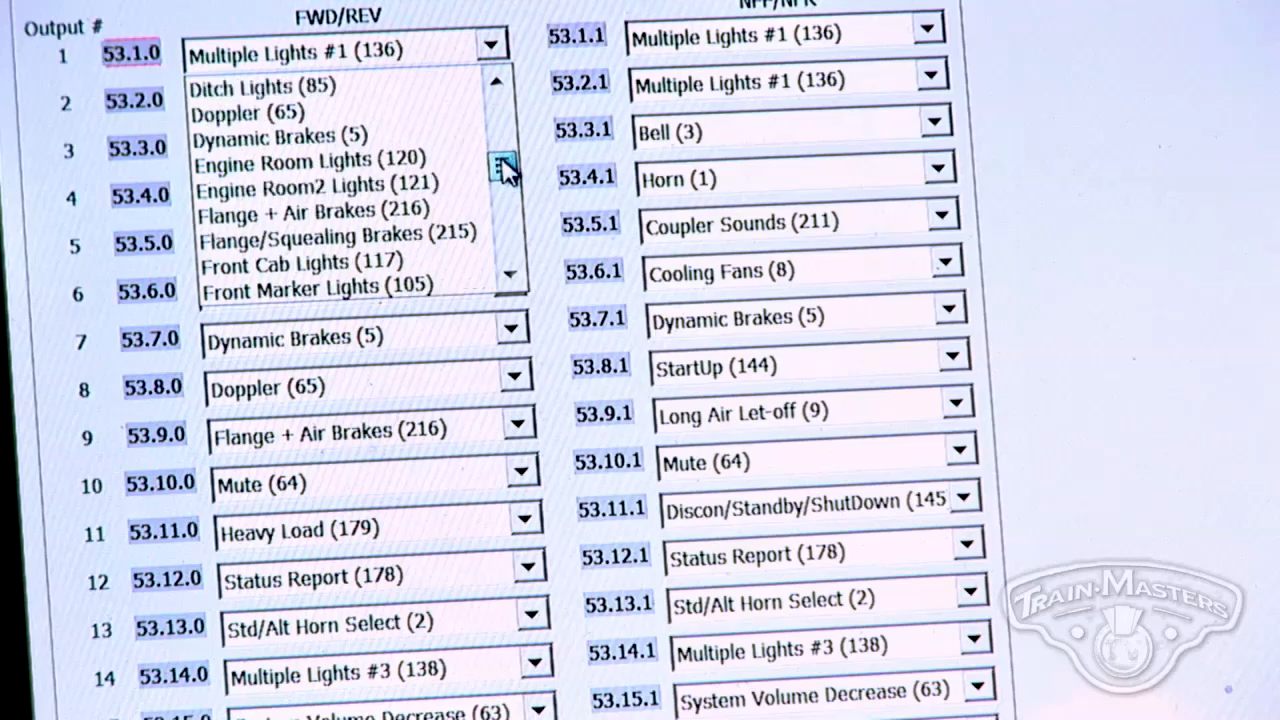 FWD/REV NFF/NFR
Output #
1 53.1.0 Multiple Lights #1 (136) 53.1.1 Multiple Lights #1 (136)
Ditch Lights (85)
2 53.2.0 Doppler (65) 53.2.1 Multiple Lights #1 (136)
Dynamic Brakes (5)
3 53.3.0 Engine Room Lights (120) 53.3.1 Bell (3)
Engine Room2 Lights (121)
4 53.4.0 Flange + Air Brakes (216) 53.4.1 Horn (1)
5 53.5.0 Flange/Squealing Brakes (215) 53.5.1 Coupler Sounds (211)
Front Cab Lights (117)
6 53.6.0 Front Marker Lights (105) 53.6.1 Cooling Fans (8)
7 53.7.0 Dynamic Brakes (5) 53.7.1 Dynamic Brakes (5)
8 53.8.0 Doppler (65) 53.8.1 StartUp (144)
9 53.9.0 Flange + Air Brakes (216) 53.9.1 Long Air Let-off (9)
10 53.10.0 Mute (64) 53.10.1 Mute (64)
11 53.11.0 Heavy Load (179) 53.11.1 Discon/Standby/ShutDown (145
12 53.12.0 Status Report (178) 53.12.1 Status Report (178)
13 53.13.0 Std/Alt Horn Select (2) 53.13.1 Std/Alt Horn Select (2)
14 53.14.0 Multiple Lights #3 (138) 53.14.1 Multiple Lights #3 (138)
53.15.0 System Volume Decrease (63) 53.15.1 System Volume Decrease (63)
TRAIN-MASTERS